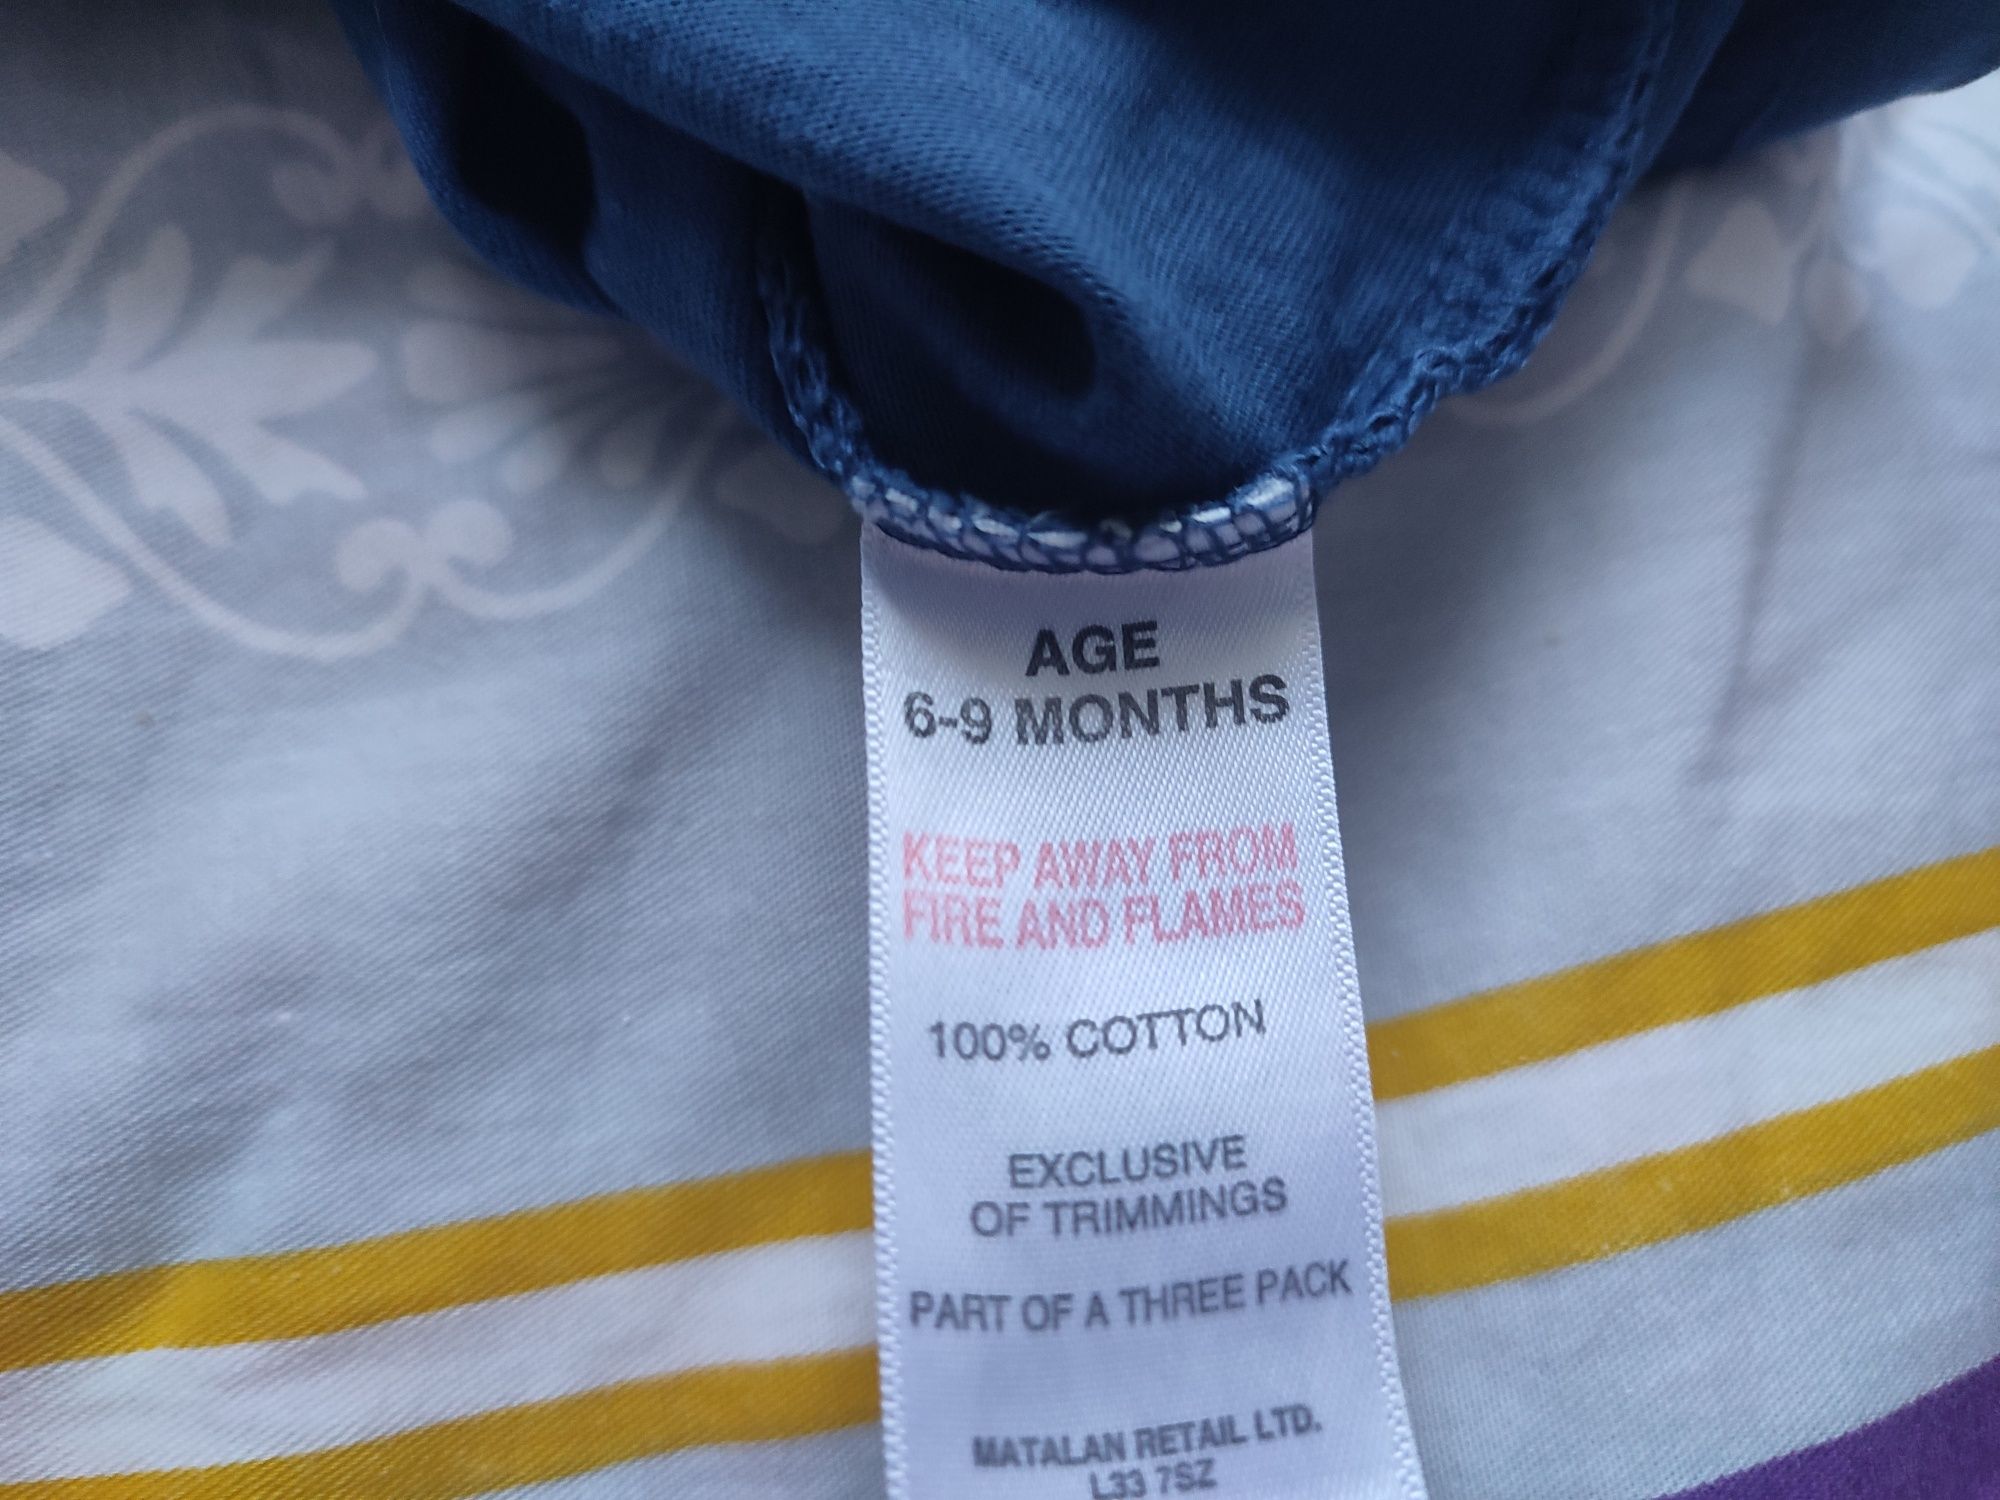 AGE
6-9 MONTHS
KEEP AWAY FROM
FIRE AND FLAMES
100% COTTON
EXCLUSIVE
OF TRIMMINGS
PART OF A THREE PACK
MATALAN RETAIL LTD.
L33 7SZ